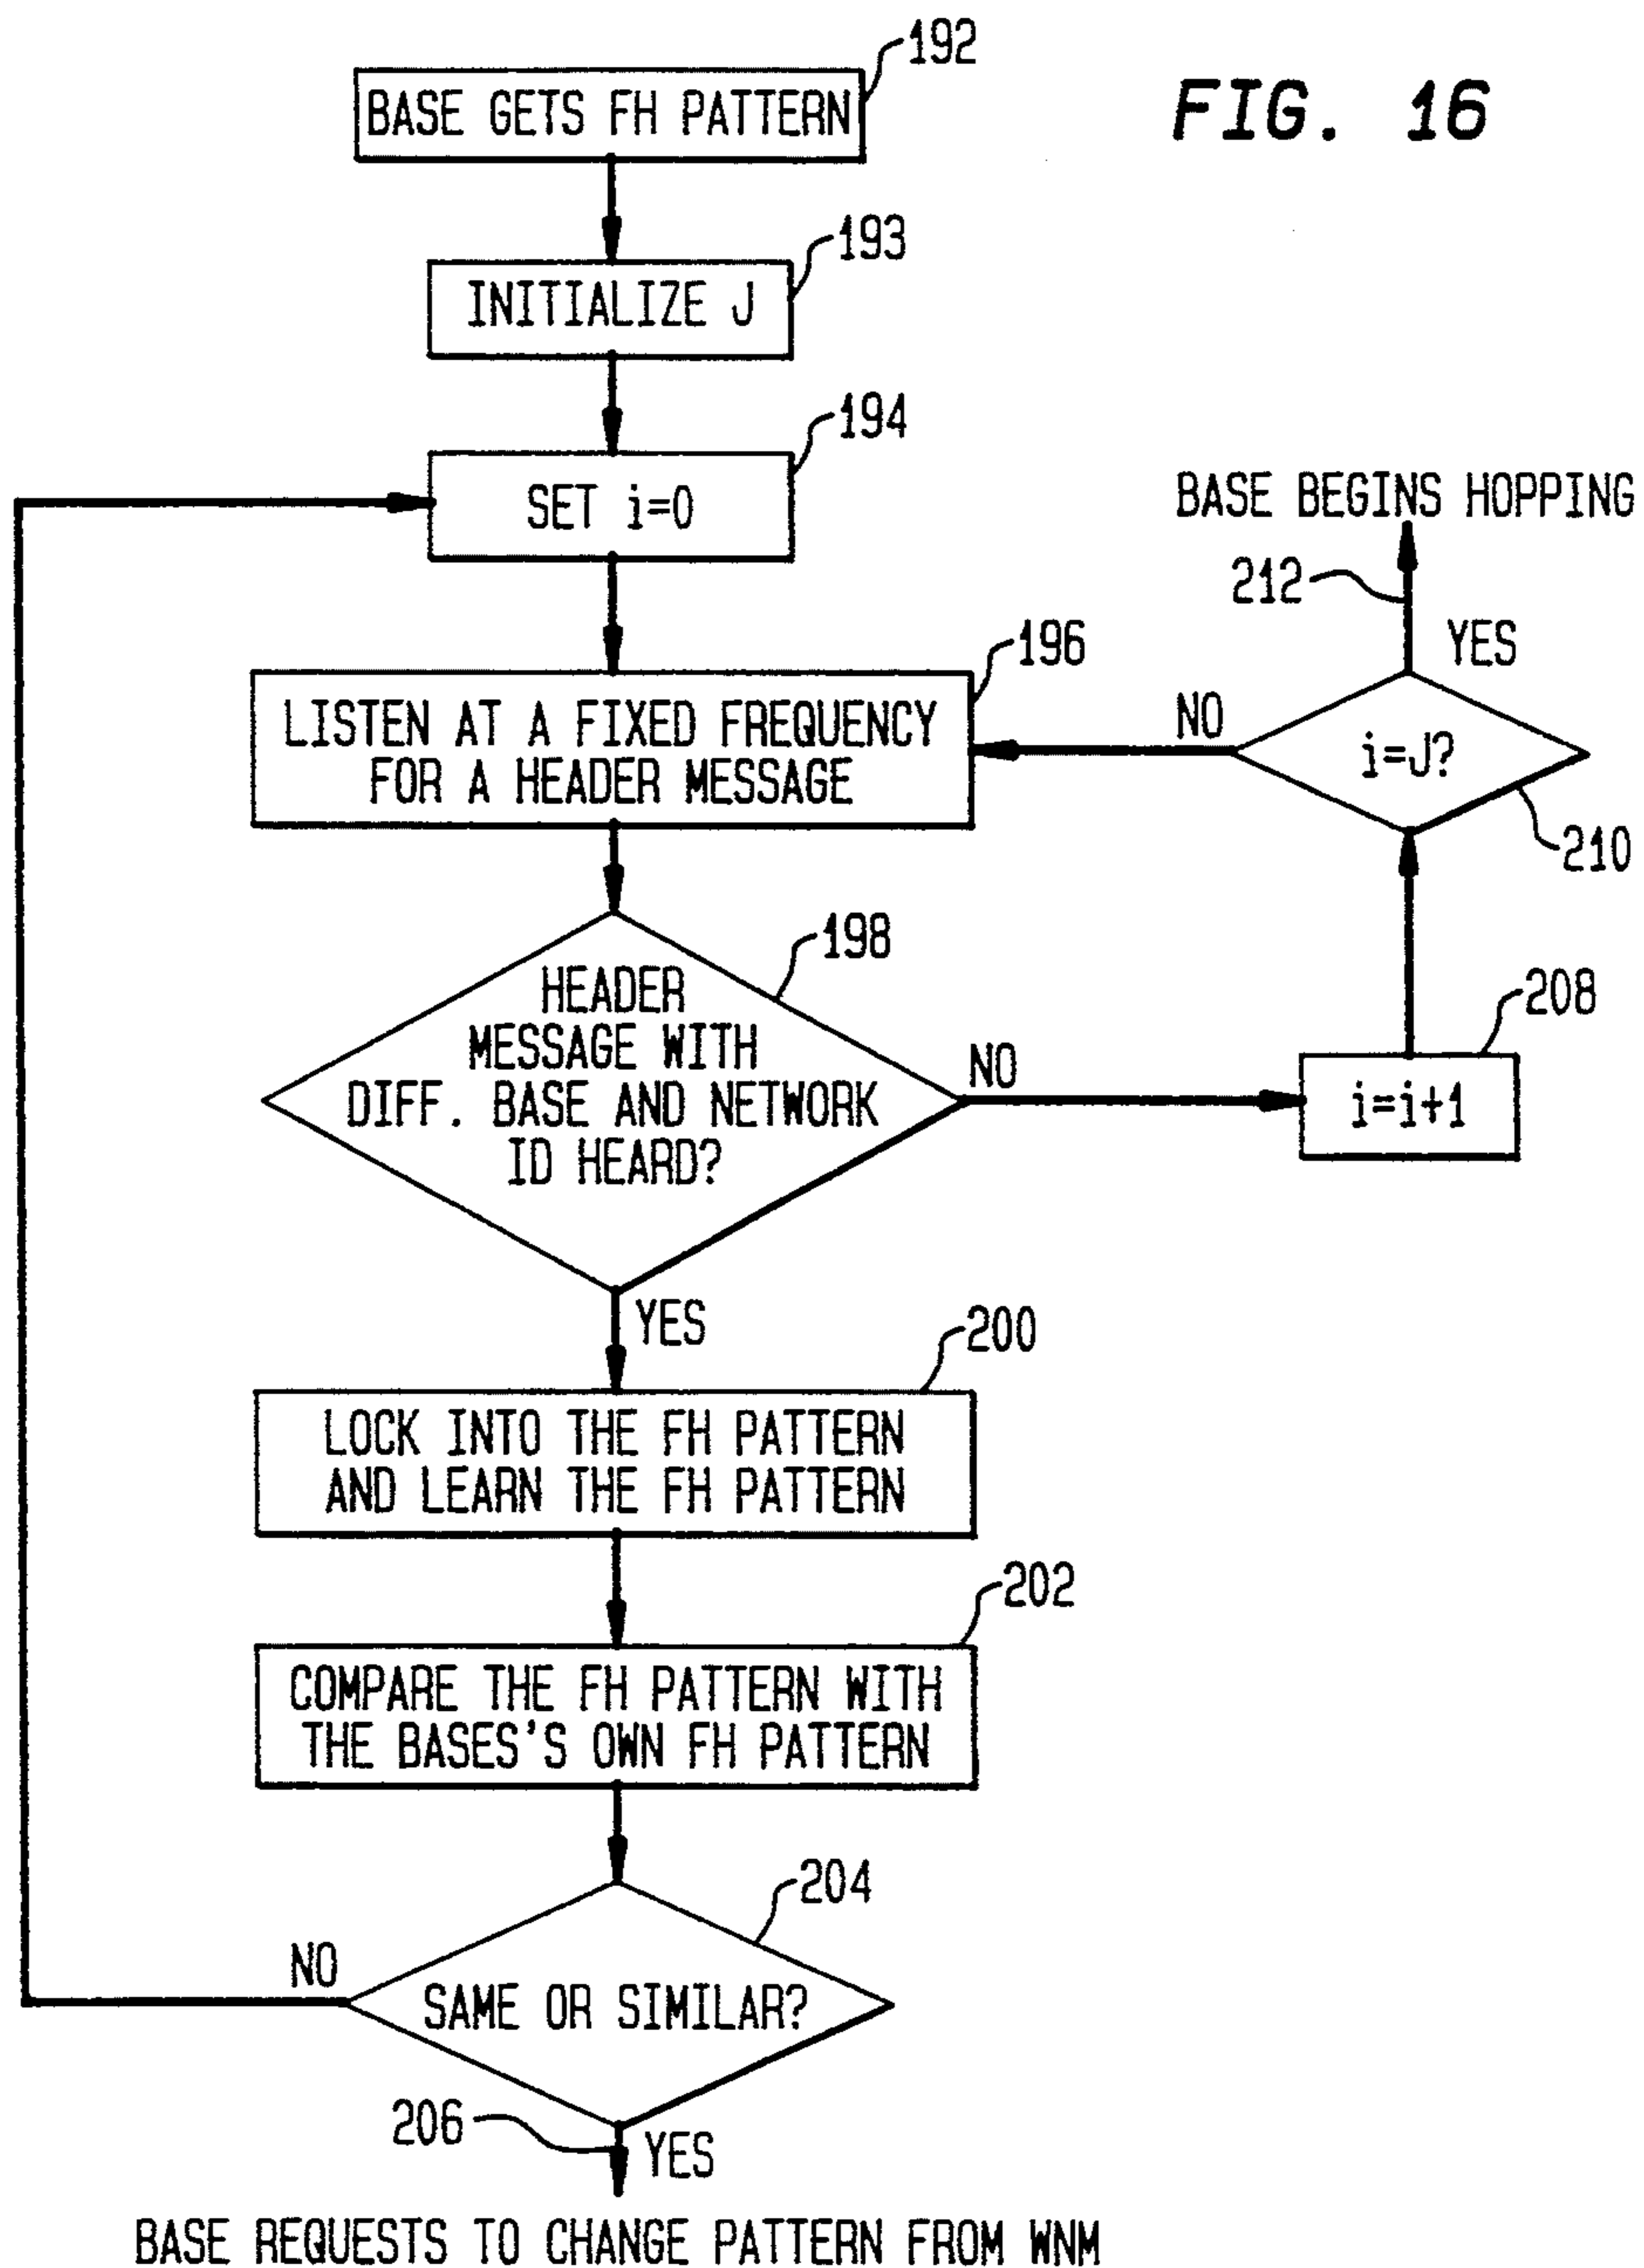 192
BASE GETS FH PATTERN
FIG. 16
193
INITIALIZE J
194
SET i=0
BASE BEGINS HOPPING
212
YES
196
LISTEN AT A FIXED FREQUENCY
FOR A HEADER MESSAGE
NO
i=J?
210
198
HEADER
MESSAGE WITH
DIFF. BASE AND NETWORK
ID HEARD?
NO
208
i=i+1
YES
200
LOCK INTO THE FH PATTERN
AND LEARN THE FH PATTERN
202
COMPARE THE FH PATTERN WITH
THE BASES'S OWN FH PATTERN
204
NO
SAME OR SIMILAR?
206
YES
BASE REQUESTS TO CHANGE PATTERN FROM WNM